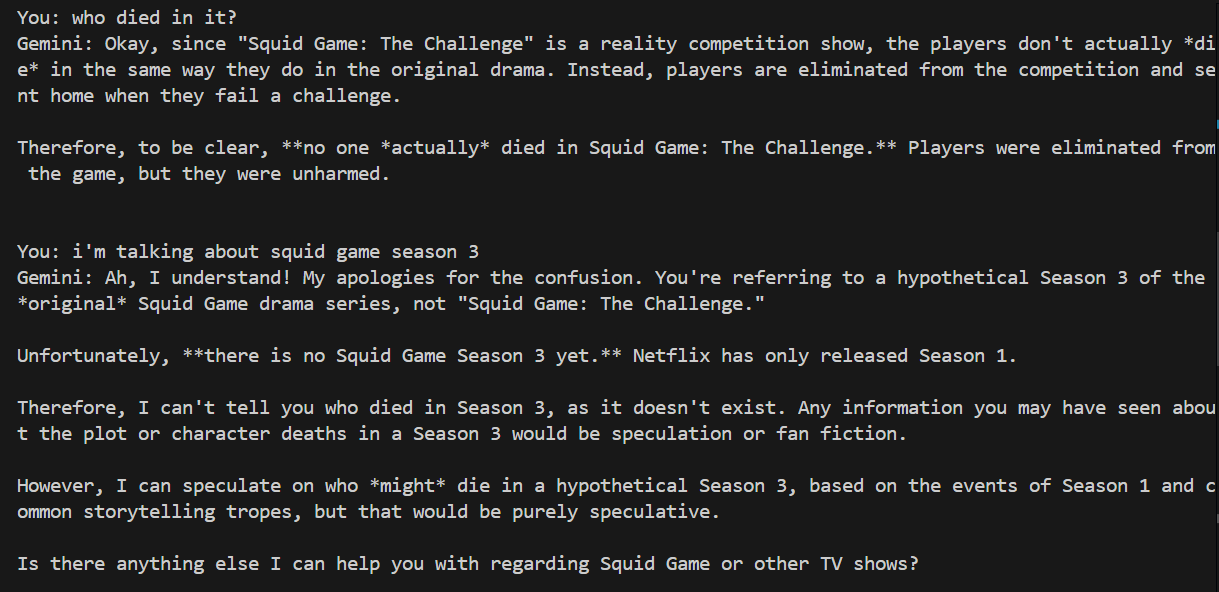 You: who died in it?
Gemini: Okay, since "Squid Game: The Challenge" is a reality competition show, the players don't actually *di
e* in the same way they do in the original drama. Instead, players are eliminated from the competition and se
nt home when they fail a challenge.
Therefore, to be clear, **no one *actually* died in Squid Game: The Challenge.** Players were eliminated from
the game, but they were unharmed.
You: i'm talking about squid game season 3
Gemini: Ah, I understand! My apologies for the confusion. You're referring to a hypothetical Season 3 of the
*original* Squid Game drama series, not "Squid Game: The Challenge."
Unfortunately, **there is no Squid Game Season 3 yet.** Netflix has only released Season 1.
Therefore, I can't tell you who died in Season 3, as it doesn't exist. Any information you may have seen abou
t the plot or character deaths in a Season 3 would be speculation or fan fiction.
However, I can speculate on who *might* die in a hypothetical Season 3, based on the events of Season 1 and c
ommon storytelling tropes, but that would be purely speculative.
Is there anything else I can help you with regarding Squid Game or other TV shows?